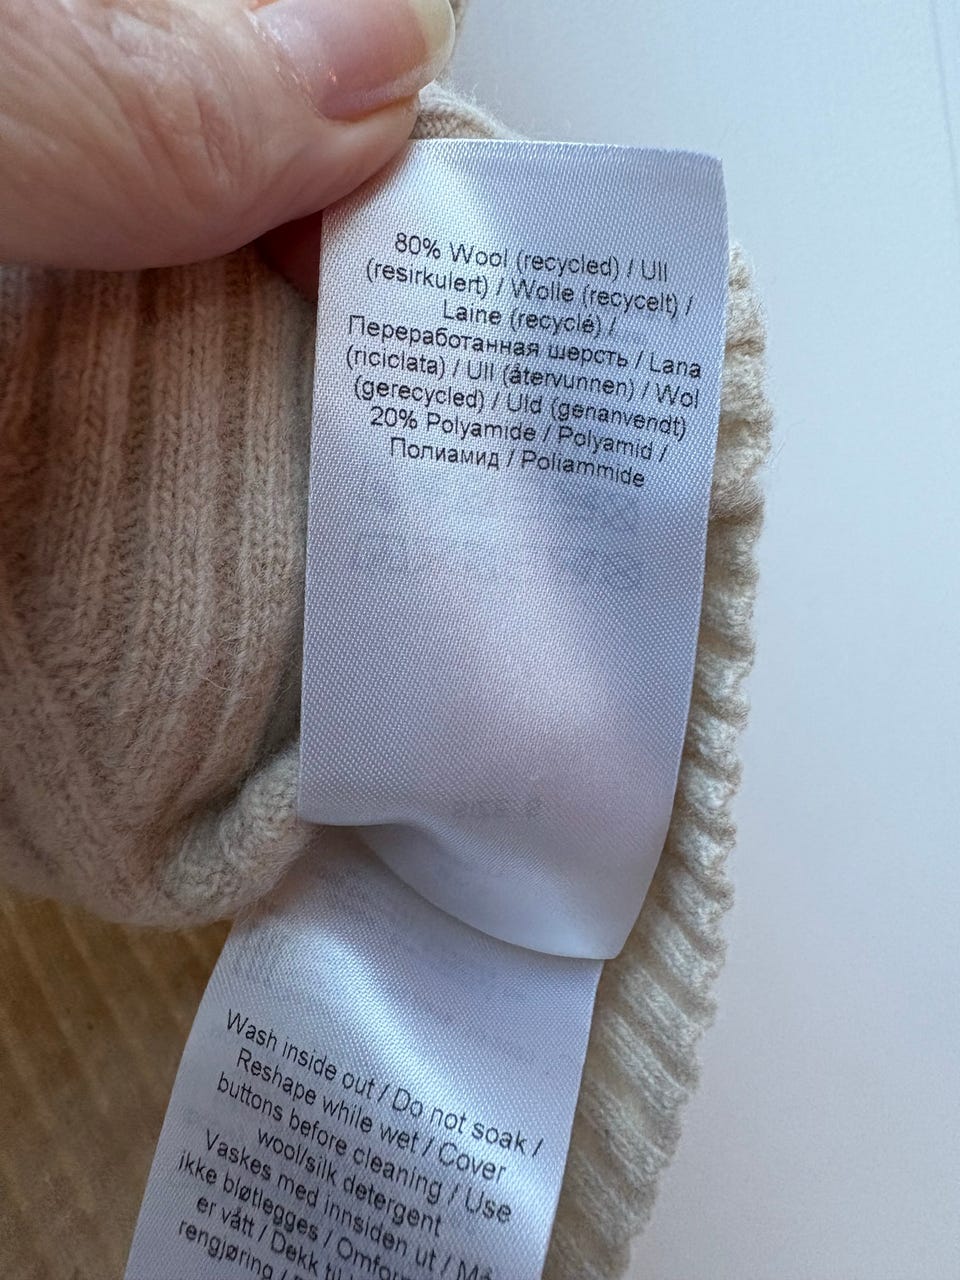 80% Wool (recycled) / Ull
(resirkulert) / Wolle (recycelt) /
Laine (recyclé) /
Переработанная шерсть / Lana
(riciclata) / Ull (återvunnen) / Wol
(gerecycled) / Uld (genanvendt)
20% Polyamide / Polyamid /
Полиамид / Poliammide
Wash inside out / Do not soak /
Reshape while wet / Cover
buttons before cleaning / Use
wool/silk detergent
Vaskes med innsiden ut /
ikke bløtlegges /
er vått / Dekk
rengjøring /